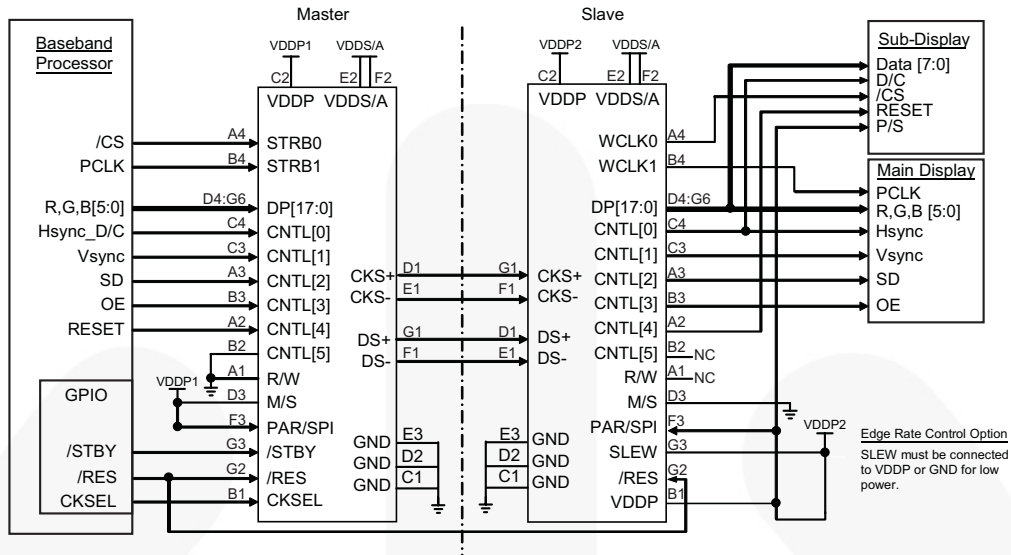 Master
Slave
Baseband
Processor
/CS
PCLK
R,G,B[5:0]
Hsync_D/C
Vsync
SD
OE
RESET
GPIO
/STBY
/RES
CKSEL
A4
B4
D4:G6
C4
C3
A3
B3
A2
B2
A1
VDDP1
D3
F3
G3
G2
B1
VDDP1
VDDS/A
C2
E2
F2
VDDP
VDDS/A
STRB0
STRB1
DP[17:0]
CNTL[0]
CNTL[1]
CNTL[2]
CNTL[3]
CNTL[4]
CNTL[5]
R/W
M/S
PAR/SPI
/STBY
/RES
CKSEL
CKS+
CKS-
DS+
DS-
GND
GND
GND
D1
E1
G1
F1
E3
D2
C1
G1
F1
D1
E1
E3
D2
C1
VDDP2
VDDS/A
C2
E2
F2
VDDP
VDDS/A
CKS+
CKS-
DS+
DS-
GND
GND
GND
WCLK0
WCLK1
DP[17:0]
CNTL[0]
CNTL[1]
CNTL[2]
CNTL[3]
CNTL[4]
CNTL[5]
R/W
M/S
PAR/SPI
SLEW
/RES
VDDP
A4
B4
D4:G6
C4
C3
A3
B3
A2
B2
NC
A1
NC
D3
F3
G3
G2
B1
VDDP2
Sub-Display
Data [7:0]
D/C
/CS
RESET
P/S
Main Display
PCLK
R,G,B [5:0]
Hsync
Vsync
SD
OE
Edge Rate Control Option
SLEW must be connected
to VDDP or GND for low
power.